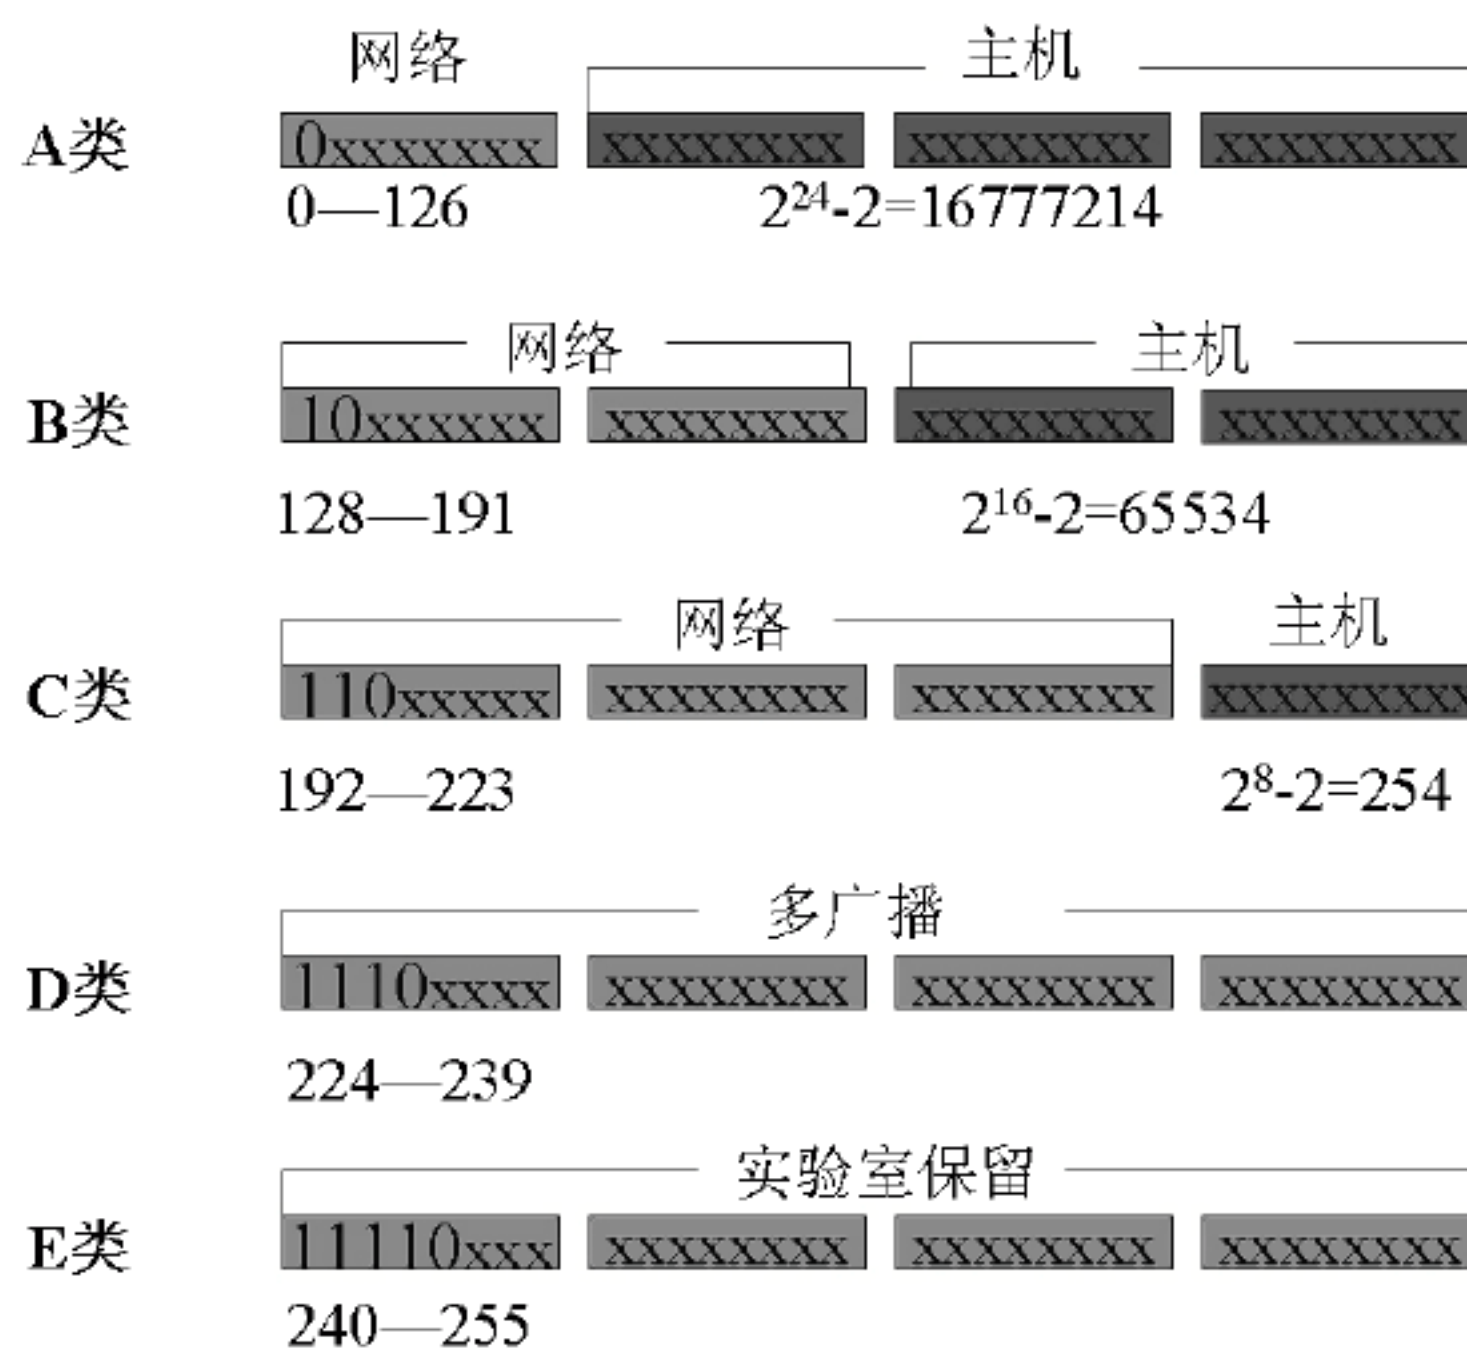 网络 主机
A类 0xxxxxxx xxxxxxxx xxxxxxxx xxxxxxxx
0—126 2²⁴-2=16777214
网络 主机
B类 10xxxxxx xxxxxxxx xxxxxxxx xxxxxxxx
128—191 2¹⁶-2=65534
网络 主机
C类 110xxxxx xxxxxxxx xxxxxxxx xxxxxxxx
192—223 2⁸-2=254
多广播
D类 1110xxxx xxxxxxxx xxxxxxxx xxxxxxxx
224—239
实验室保留
E类 11110xxx xxxxxxxx xxxxxxxx xxxxxxxx
240—255